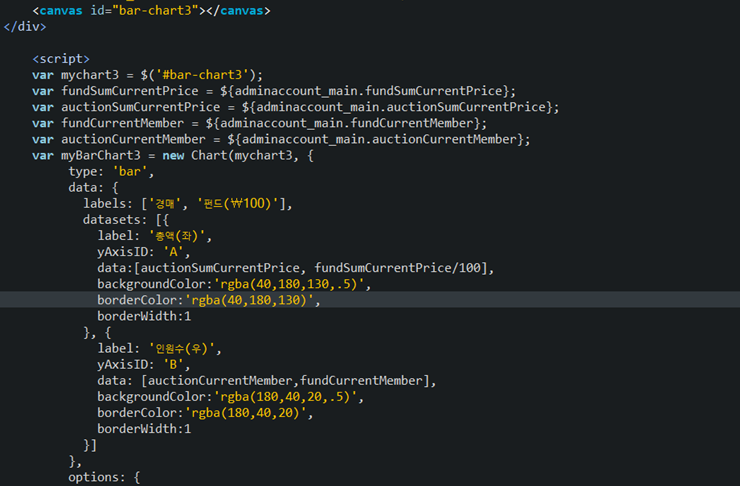 <canvas id="bar-chart3"></canvas>
</div>
<script>
var mychart3 = $('#bar-chart3');
var fundSumCurrentPrice = ${adminaccount_main.fundSumCurrentPrice};
var auctionSumCurrentPrice = ${adminaccount_main.auctionSumCurrentPrice};
var fundCurrentMember = ${adminaccount_main.fundCurrentMember};
var auctionCurrentMember = ${adminaccount_main.auctionCurrentMember};
var myBarChart3 = new Chart(mychart3, {
type: 'bar',
data: {
labels: ['경매', '펀드(₩100)'],
datasets: [{
label: '총액(좌)',
yAxisID: 'A',
data:[auctionSumCurrentPrice, fundSumCurrentPrice/100],
backgroundColor:'rgba(40,180,130,.5)',
borderColor:'rgba(40,180,130)',
borderWidth:1
}, {
label: '인원수(우)',
yAxisID: 'B',
data: [auctionCurrentMember,fundCurrentMember],
backgroundColor:'rgba(180,40,20,.5)',
borderColor:'rgba(180,40,20)',
borderWidth:1
}]
},
options: {